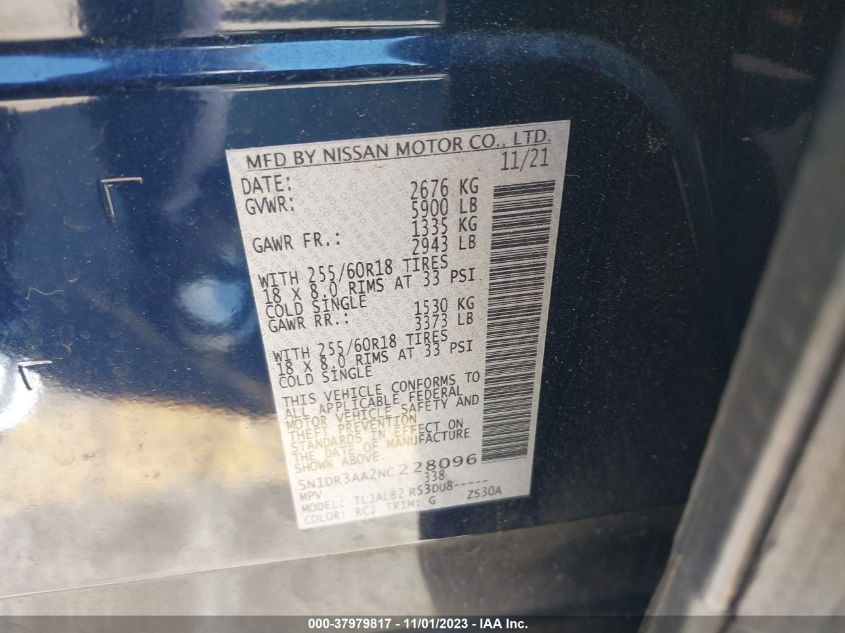 MFD BY NISSAN MOTOR CO., LTD.
DATE: 11/21
GVWR: 2676 KG
5900 LB
GAWR FR.: 1335 KG
2943 LB
WITH 255/60R18 TIRES
18 X 8.0 RIMS AT 33 PSI
COLD SINGLE
GAWR RR.: 1530 KG
3373 LB
WITH 255/60R18 TIRES
18 X 8.0 RIMS AT 33 PSI
COLD SINGLE
THIS VEHICLE CONFORMS TO
ALL APPLICABLE FEDERAL
MOTOR VEHICLE SAFETY AND
THEFT PREVENTION
STANDARDS IN EFFECT ON
THE DATE OF MANUFACTURE
SHOWN ABOVE.
5N1DR3AA2NC228096
MPV 338
MODEL: TLJALB2 R53DU8-----
COLOR: RCJ TRIM: G ZS30A
000-37979817 - 11/01/2023 - IAA Inc.